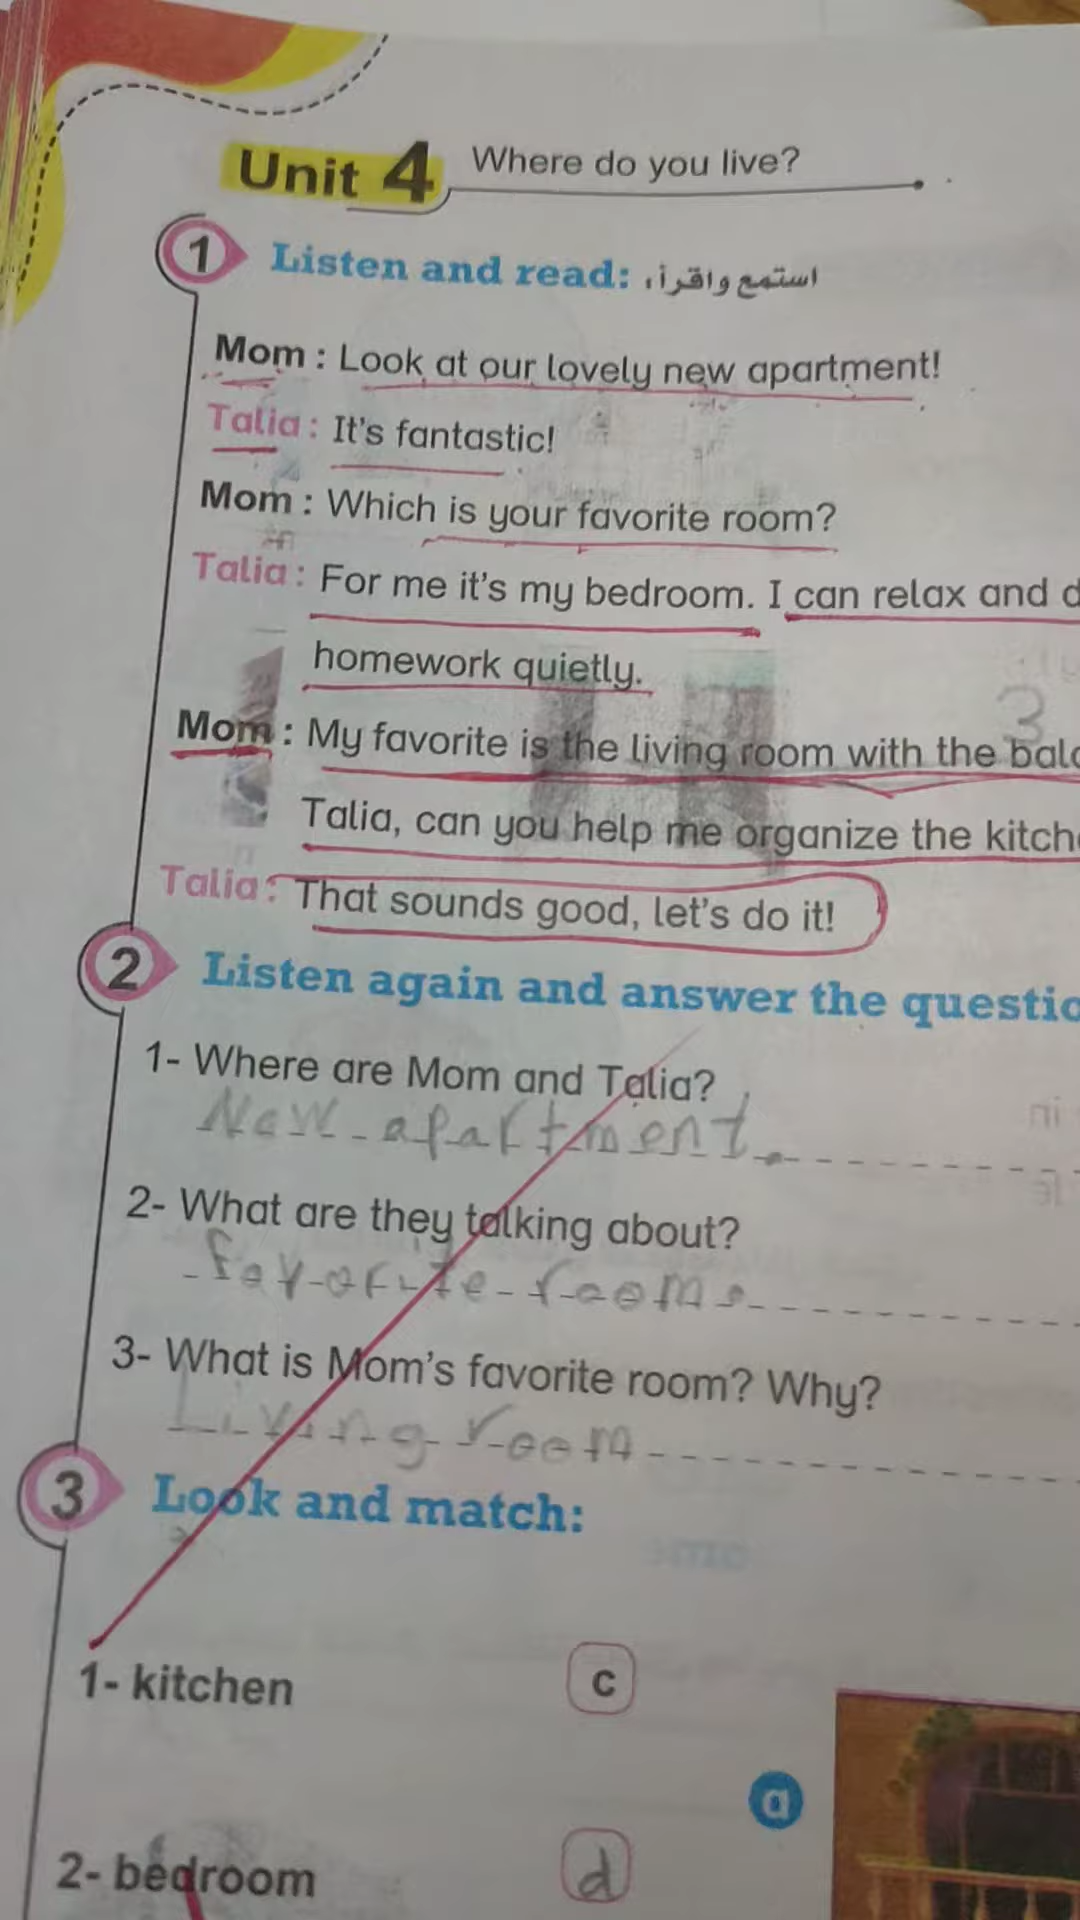 Unit 4 Where do you live?
1 Listen and read: استمع واقرأ،
Mom : Look at our lovely new apartment!
Talia : It's fantastic!
Mom : Which is your favorite room?
Talia : For me it's my bedroom. I can relax and d
homework quietly.
3
Mom : My favorite is the living room with the balc
Talia, can you help me organize the kitche
Talia : That sounds good, let's do it!
2 Listen again and answer the questio
1- Where are Mom and Talia?
New apartment.
2- What are they talking about?
favorite rooms
3- What is Mom's favorite room? Why?
Living room
3 Look and match:
1- kitchen c
a
2- bedroom d